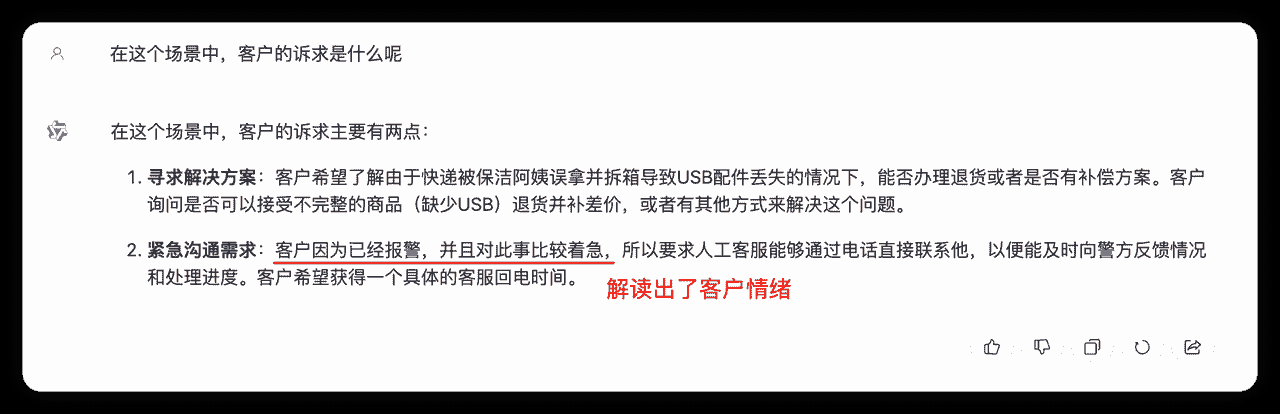 在这个场景中，客户的诉求是什么呢
在这个场景中，客户的诉求主要有两点：
1. 寻求解决方案：客户希望了解由于快递被保洁阿姨误拿并拆箱导致USB配件丢失的情况下，能否办理退货或者是否有补偿方案。客户
询问是否可以接受不完整的商品（缺少USB）退货并补差价，或者有其他方式来解决这个问题。
2. 紧急沟通需求：客户因为已经报警，并且对此事比较着急，所以要求人工客服能够通过电话直接联系他，以便能及时向警方反馈情况
和处理进度。客户希望获得一个具体的客服回电时间。
解读出了客户情绪